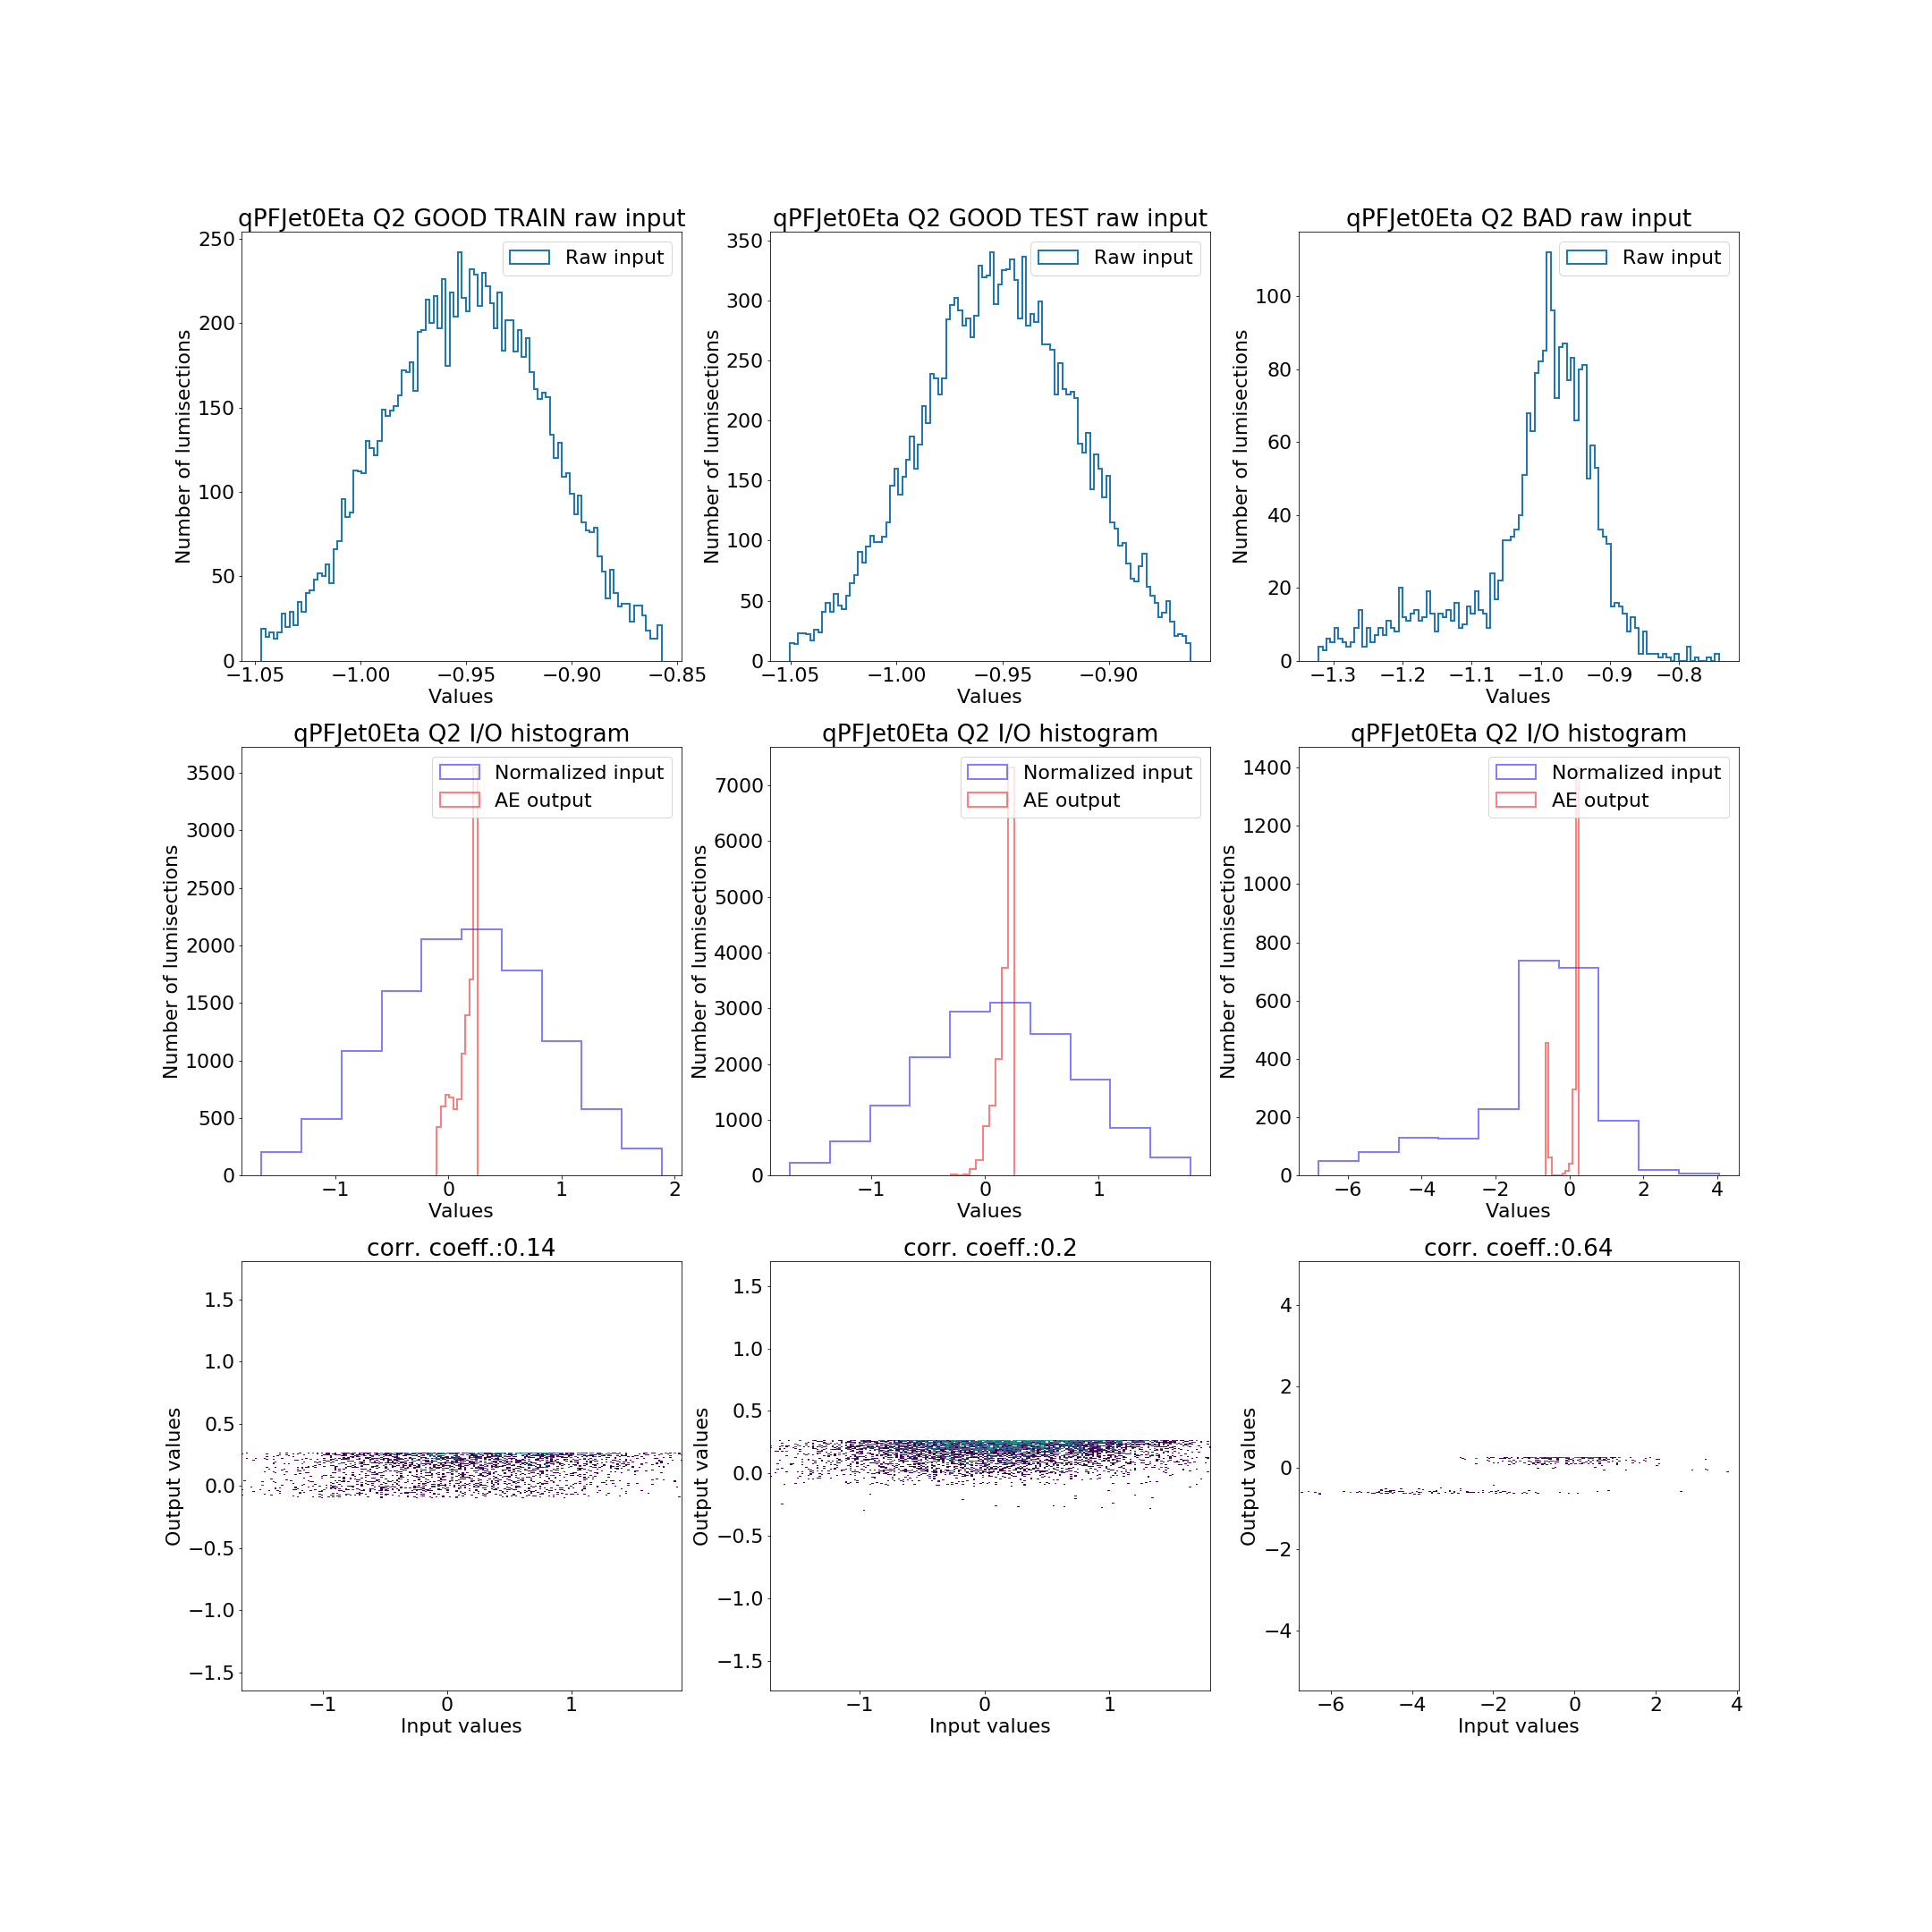 qPFJet0Eta Q2 GOOD TRAIN raw input
Raw input
Number of lumisections
250
200
150
100
50
0
−1.05 −1.00 −0.95 −0.90 −0.85
Values
qPFJet0Eta Q2 GOOD TEST raw input
Raw input
Number of lumisections
350
300
250
200
150
100
50
0
−1.05 −1.00 −0.95 −0.90
Values
qPFJet0Eta Q2 BAD raw input
Raw input
Number of lumisections
100
80
60
40
20
0
−1.3 −1.2 −1.1 −1.0 −0.9 −0.8
Values
qPFJet0Eta Q2 I/O histogram
Normalized input
AE output
Number of lumisections
3500
3000
2500
2000
1500
1000
500
0
−1 0 1 2
Values
qPFJet0Eta Q2 I/O histogram
Normalized input
AE output
Number of lumisections
7000
6000
5000
4000
3000
2000
1000
0
−1 0 1
Values
qPFJet0Eta Q2 I/O histogram
Normalized input
AE output
Number of lumisections
1400
1200
1000
800
600
400
200
0
−6 −4 −2 0 2 4
Values
corr. coeff.:0.14
Output values
1.5
1.0
0.5
0.0
−0.5
−1.0
−1.5
−1 0 1
Input values
corr. coeff.:0.2
Output values
1.5
1.0
0.5
0.0
−0.5
−1.0
−1.5
−1 0 1
Input values
corr. coeff.:0.64
Output values
4
2
0
−2
−4
−6 −4 −2 0 2 4
Input values